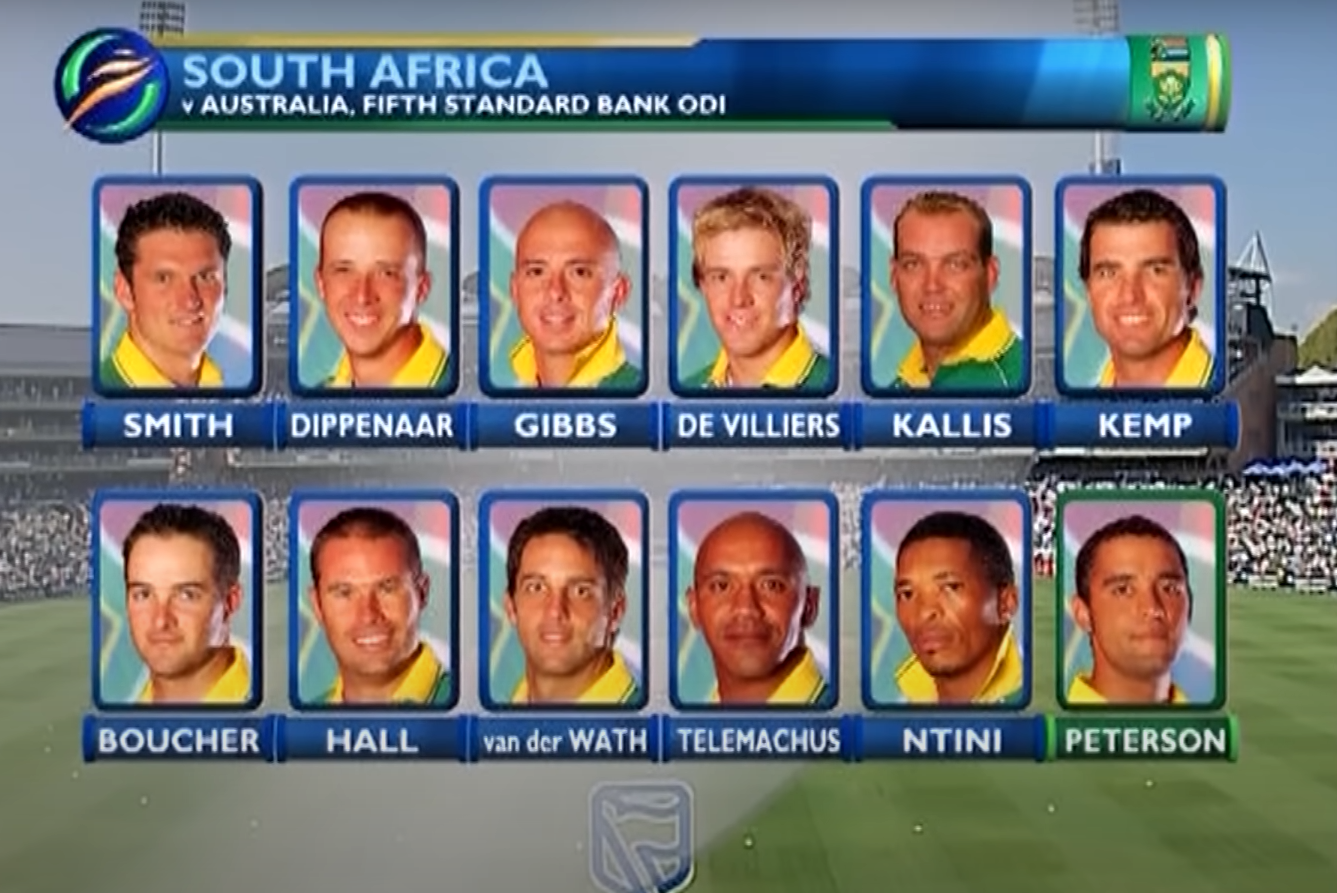 SOUTH AFRICA
v AUSTRALIA, FIFTH STANDARD BANK ODI
SMITH DIPPENAAR GIBBS DE VILLIERS KALLIS KEMP
BOUCHER HALL van der WATH TELEMACHUS NTINI PETERSON